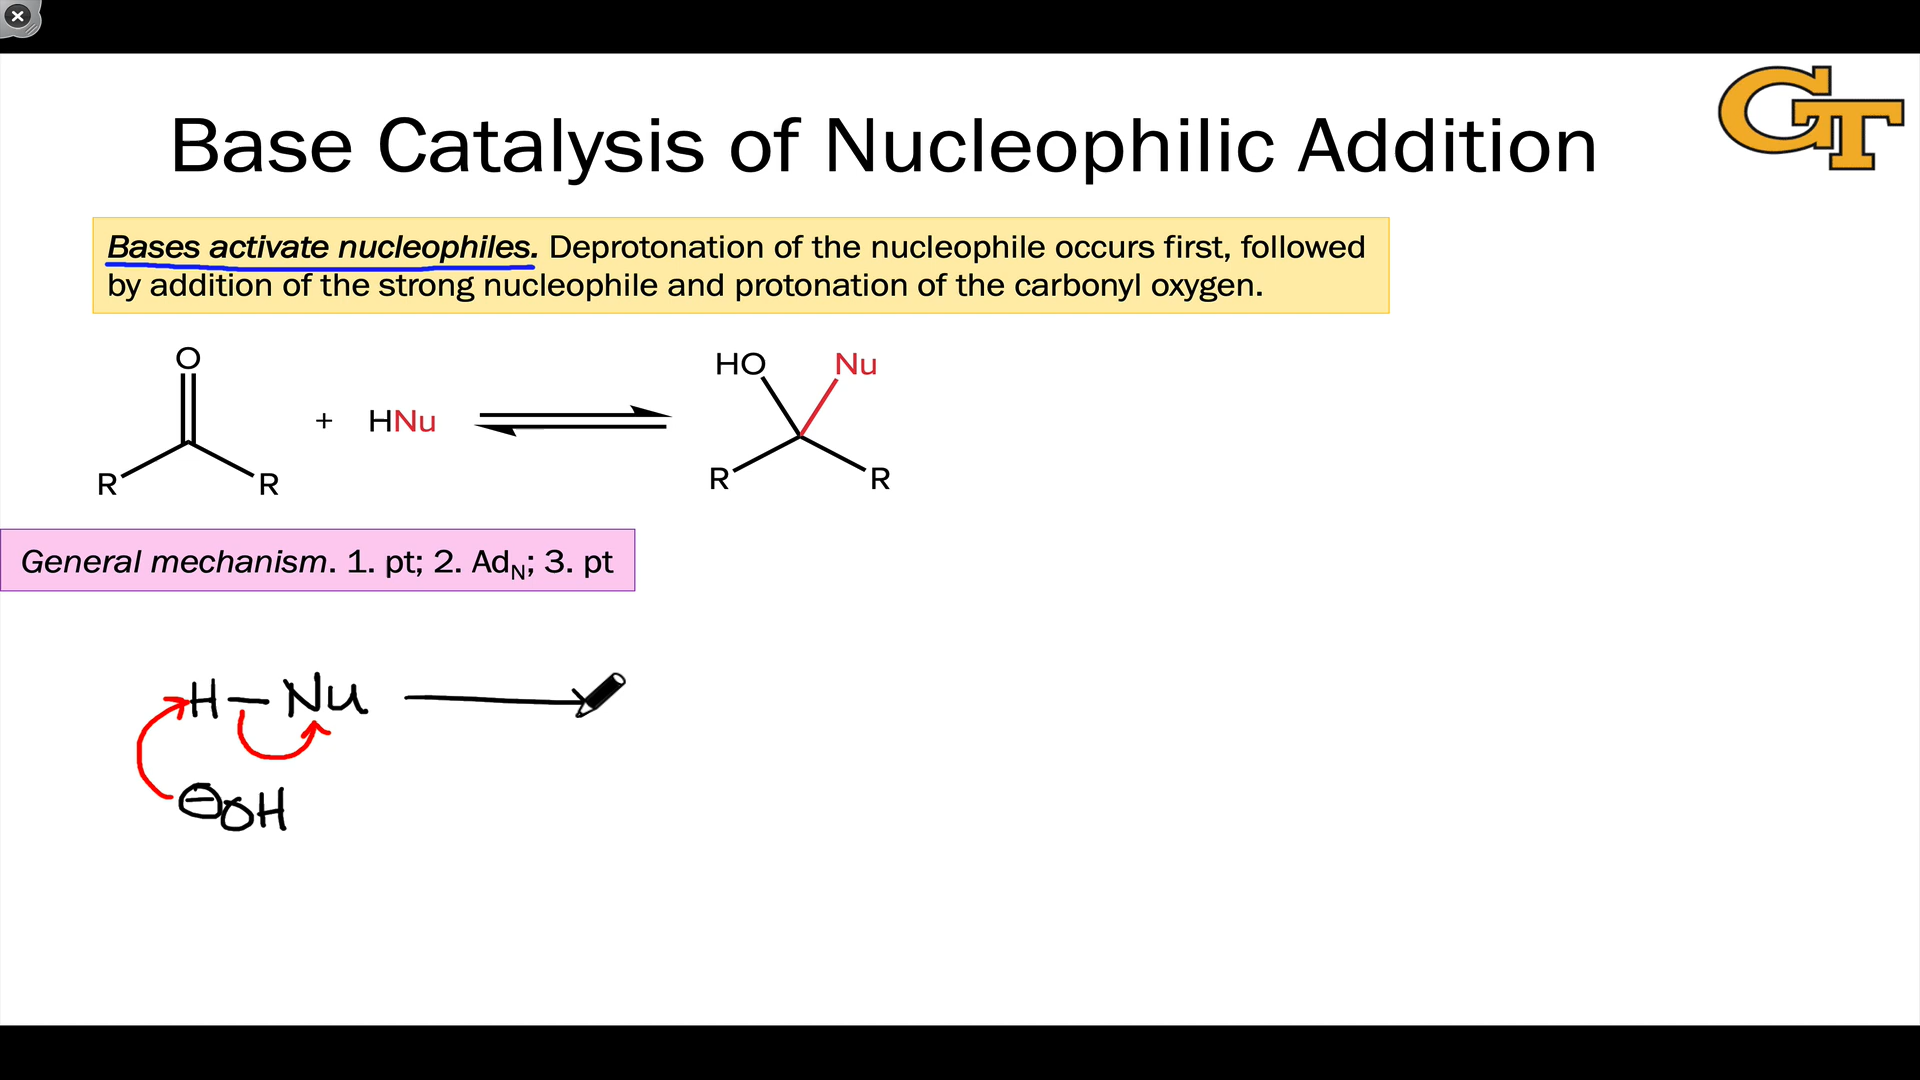 GT
Base Catalysis of Nucleophilic Addition
Bases activate nucleophiles. Deprotonation of the nucleophile occurs first, followed
by addition of the strong nucleophile and protonation of the carbonyl oxygen.
O
R R
+ HNu
HO Nu
R R
General mechanism. 1. pt; 2. AdN; 3. pt
H – Nu
⊖OH